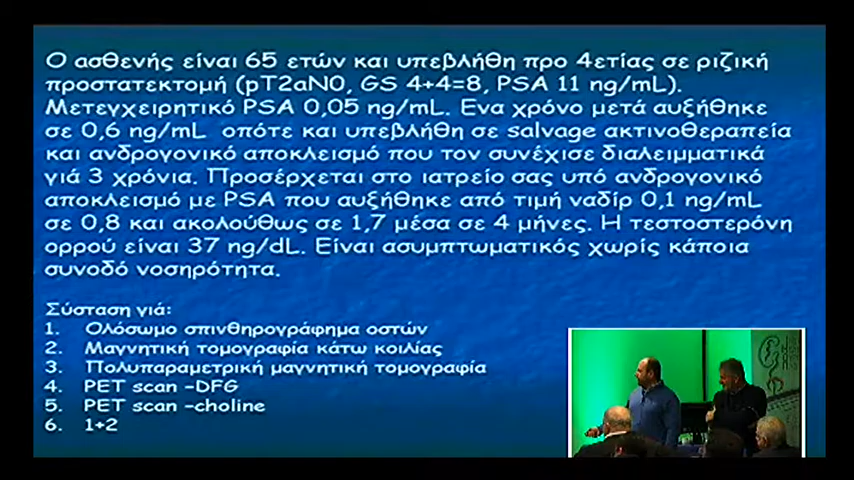 Ο ασθενής είναι 65 ετών και υπεβλήθη προ 4ετίας σε ριζική
προστατεκτομή (pT2aN0, GS 4+4=8, PSA 11 ng/mL).
Μετεγχειρητικό PSA 0,05 ng/mL. Ενα χρόνο μετά αυξήθηκε
σε 0,6 ng/mL οπότε και υπεβλήθη σε salvage ακτινοθεραπεία
και ανδρογονικό αποκλεισμό που τον συνέχισε διαλειμματικά
γιά 3 χρόνια. Προσέρχεται στο ιατρείο σας υπό ανδρογονικό
αποκλεισμό με PSA που αυξήθηκε από τιμή ναδίρ 0,1 ng/mL
σε 0,8 και ακολούθως σε 1,7 μέσα σε 4 μήνες. Η τεστοστερόνη
ορρού είναι 37 ng/dL. Είναι ασυμπτωματικός χωρίς κάποια
συνοδό νοσηρότητα.
Σύσταση γιά:
1. Ολόσωμο σπινθηρογράφημα οστών
2. Μαγνητική τομογραφία κάτω κοιλίας
3. Πολυπαραμετρική μαγνητική τομογραφία
4. PET scan –DFG
5. PET scan –choline
6. 1+2